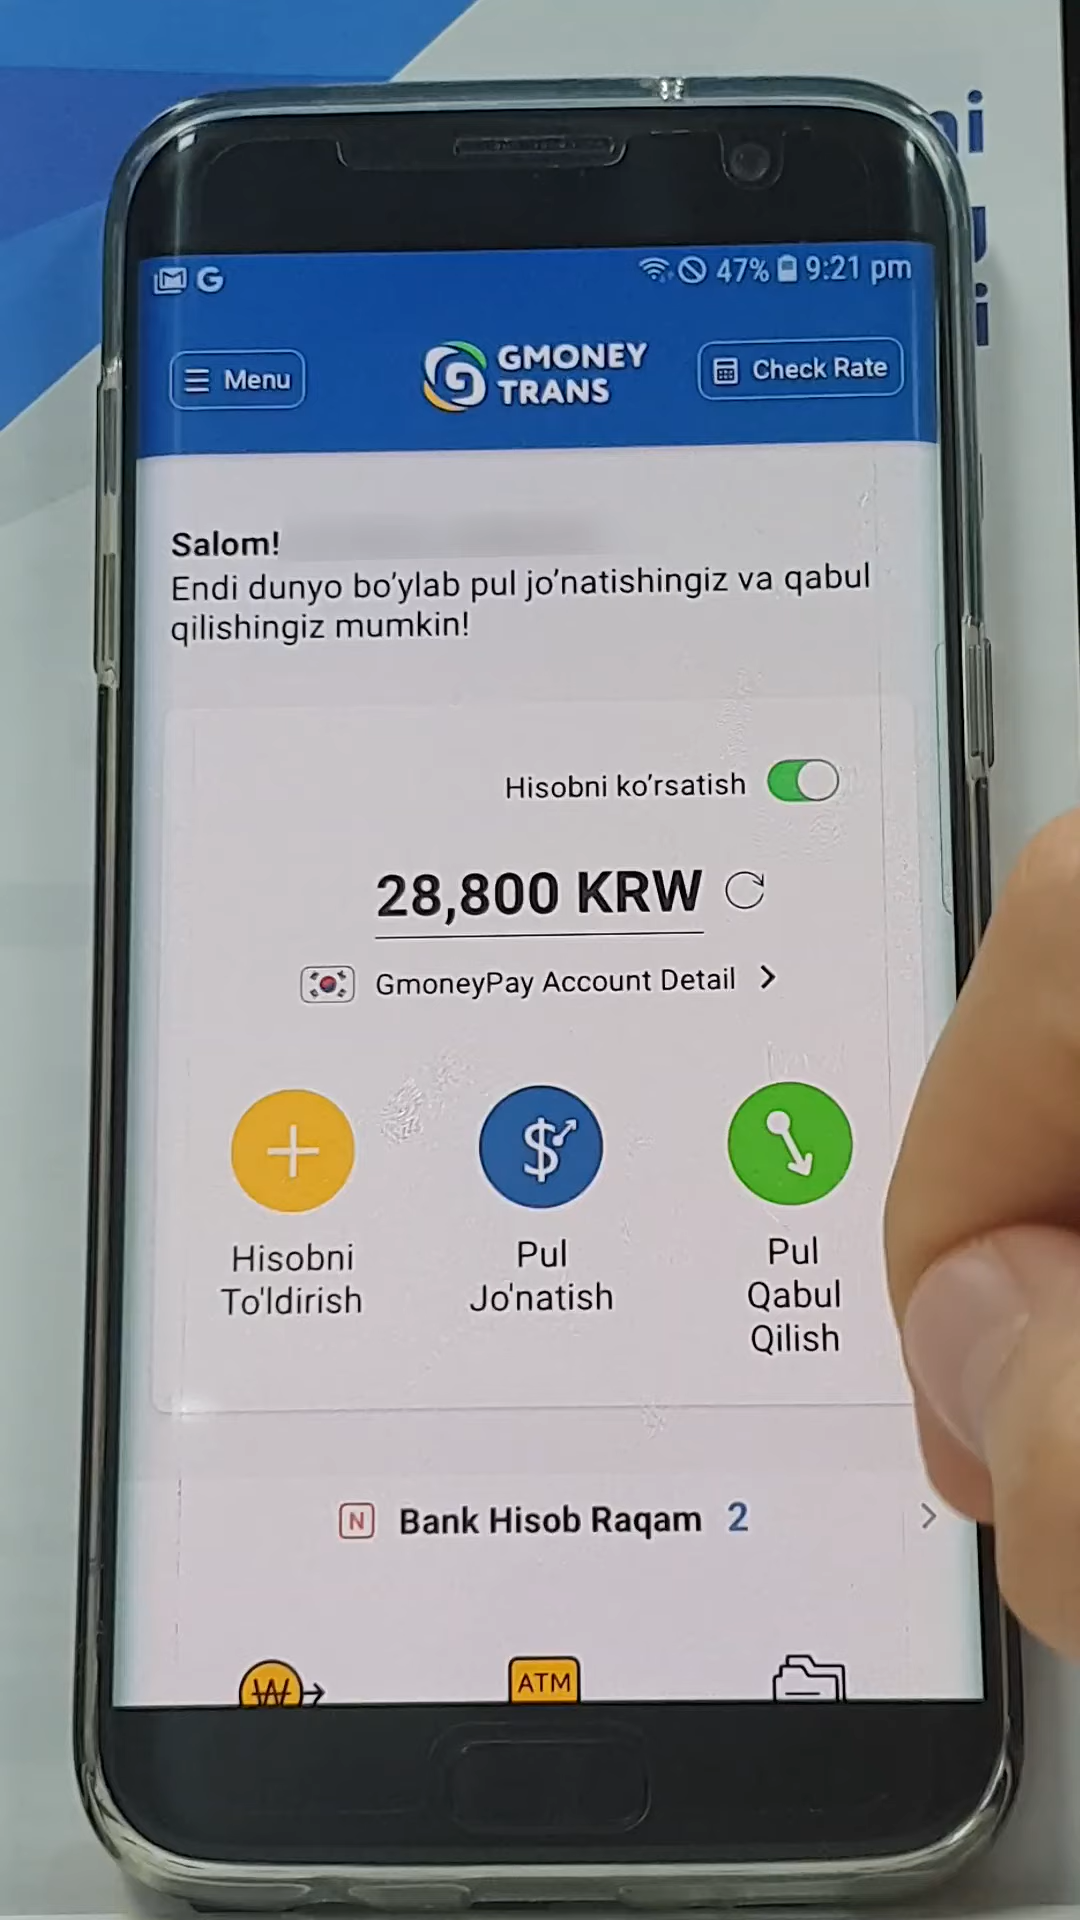 G 47% 9:21 pm
Menu
GMONEY
TRANS
Check Rate
Salom!
Endi dunyo bo’ylab pul jo’natishingiz va qabul
qilishingiz mumkin!
Hisobni ko’rsatish
28,800 KRW
GmoneyPay Account Detail
Hisobni
To'ldirish
Pul
Jo'natish
Pul
Qabul
Qilish
N Bank Hisob Raqam 2
₩
ATM